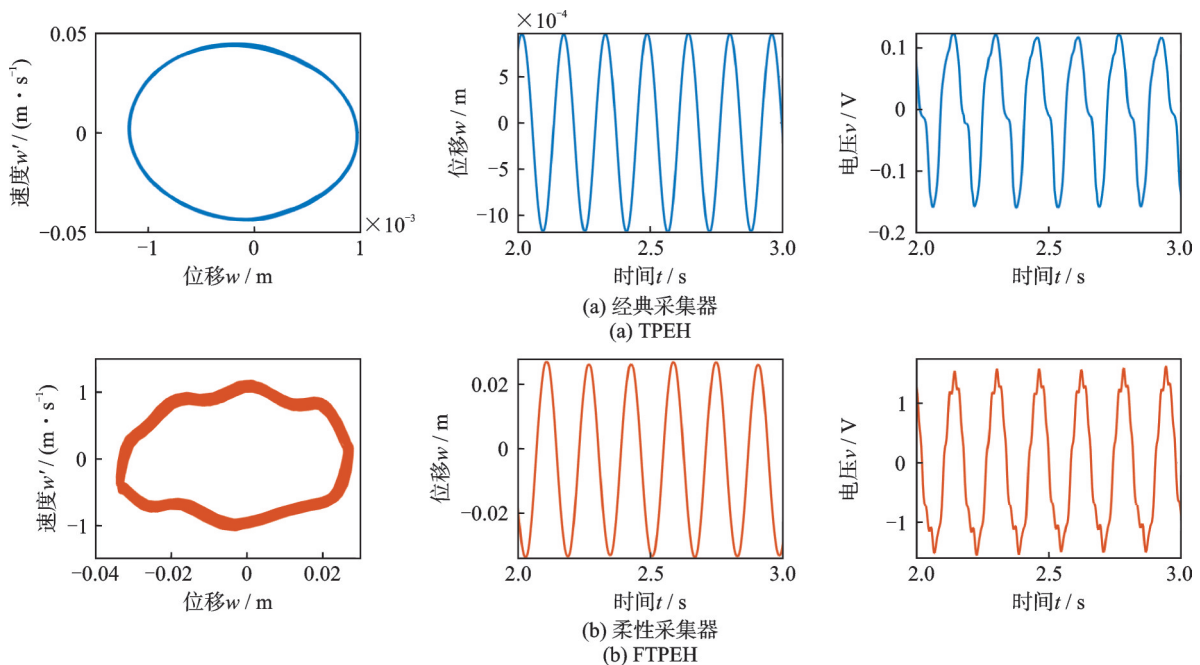 0.05
0
−0.05
速度w′ / (m・s⁻¹)
−1
0
1
×10⁻³
位移w / m
×10⁻⁴
5
0
−5
−10
位移w / m
2.0
2.5
3.0
时间t / s
0.1
0
−0.1
−0.2
电压v / V
2.0
2.5
3.0
时间t / s
(a) 经典采集器
(a) TPEH
1
0
−1
速度w′ / (m・s⁻¹)
−0.04
−0.02
0
0.02
位移w / m
0.02
0
−0.02
位移w / m
2.0
2.5
3.0
时间t / s
1
0
−1
电压v / V
2.0
2.5
3.0
时间t / s
(b) 柔性采集器
(b) FTPEH